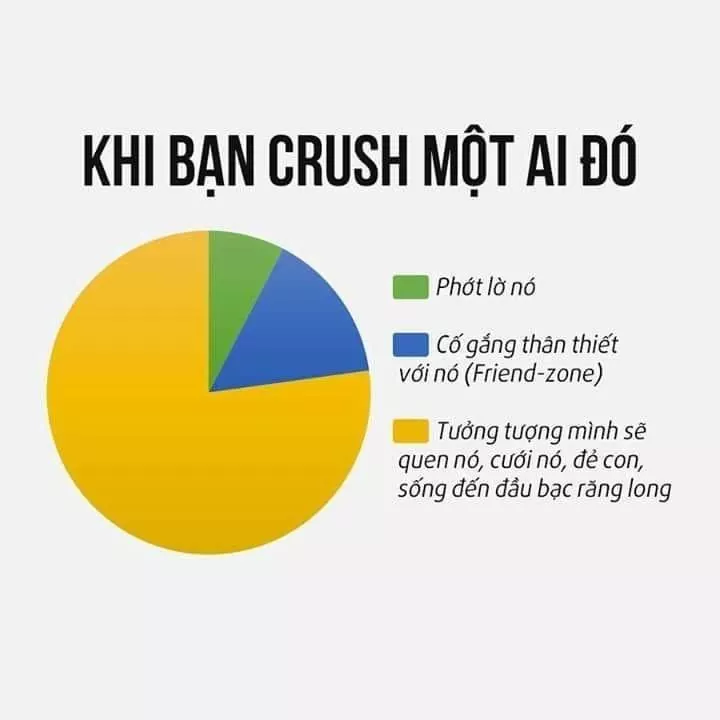 KHI BẠN CRUSH MỘT AI ĐÓ
Phớt lờ nó
Cố gắng thân thiết
với nó (Friend-zone)
Tưởng tượng mình sẽ
quen nó, cưới nó, đẻ con,
sống đến đầu bạc răng long